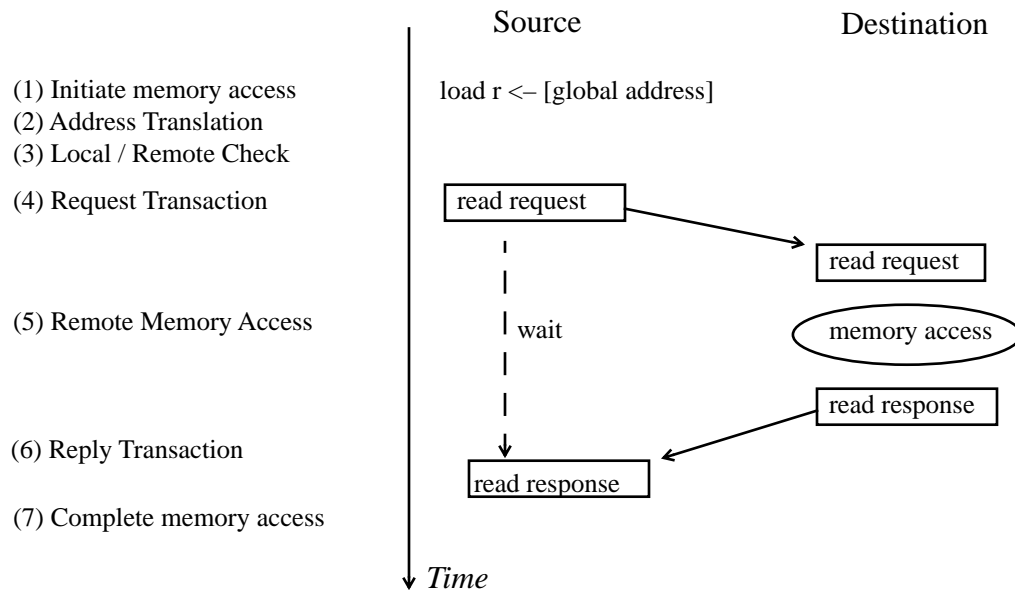 Source Destination
(1) Initiate memory access load r <– [global address]
(2) Address Translation
(3) Local / Remote Check
(4) Request Transaction read request
read request
(5) Remote Memory Access wait memory access
read response
(6) Reply Transaction
read response
(7) Complete memory access
Time